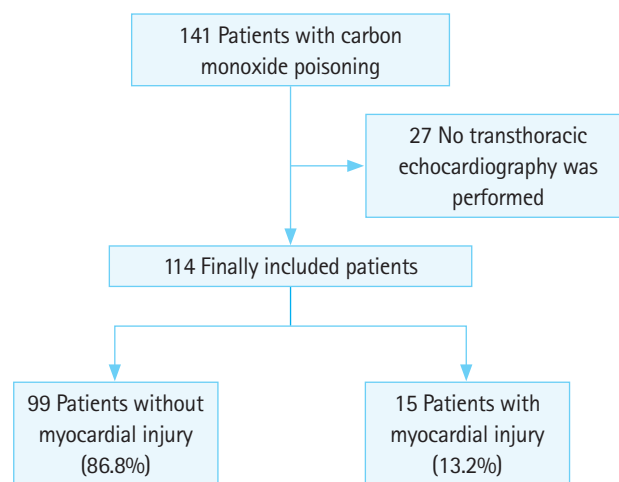 141 Patients with carbon
monoxide poisoning
27 No transthoracic
echocardiography was
performed
114 Finally included patients
99 Patients without
myocardial injury
(86.8%)
15 Patients with
myocardial injury
(13.2%)